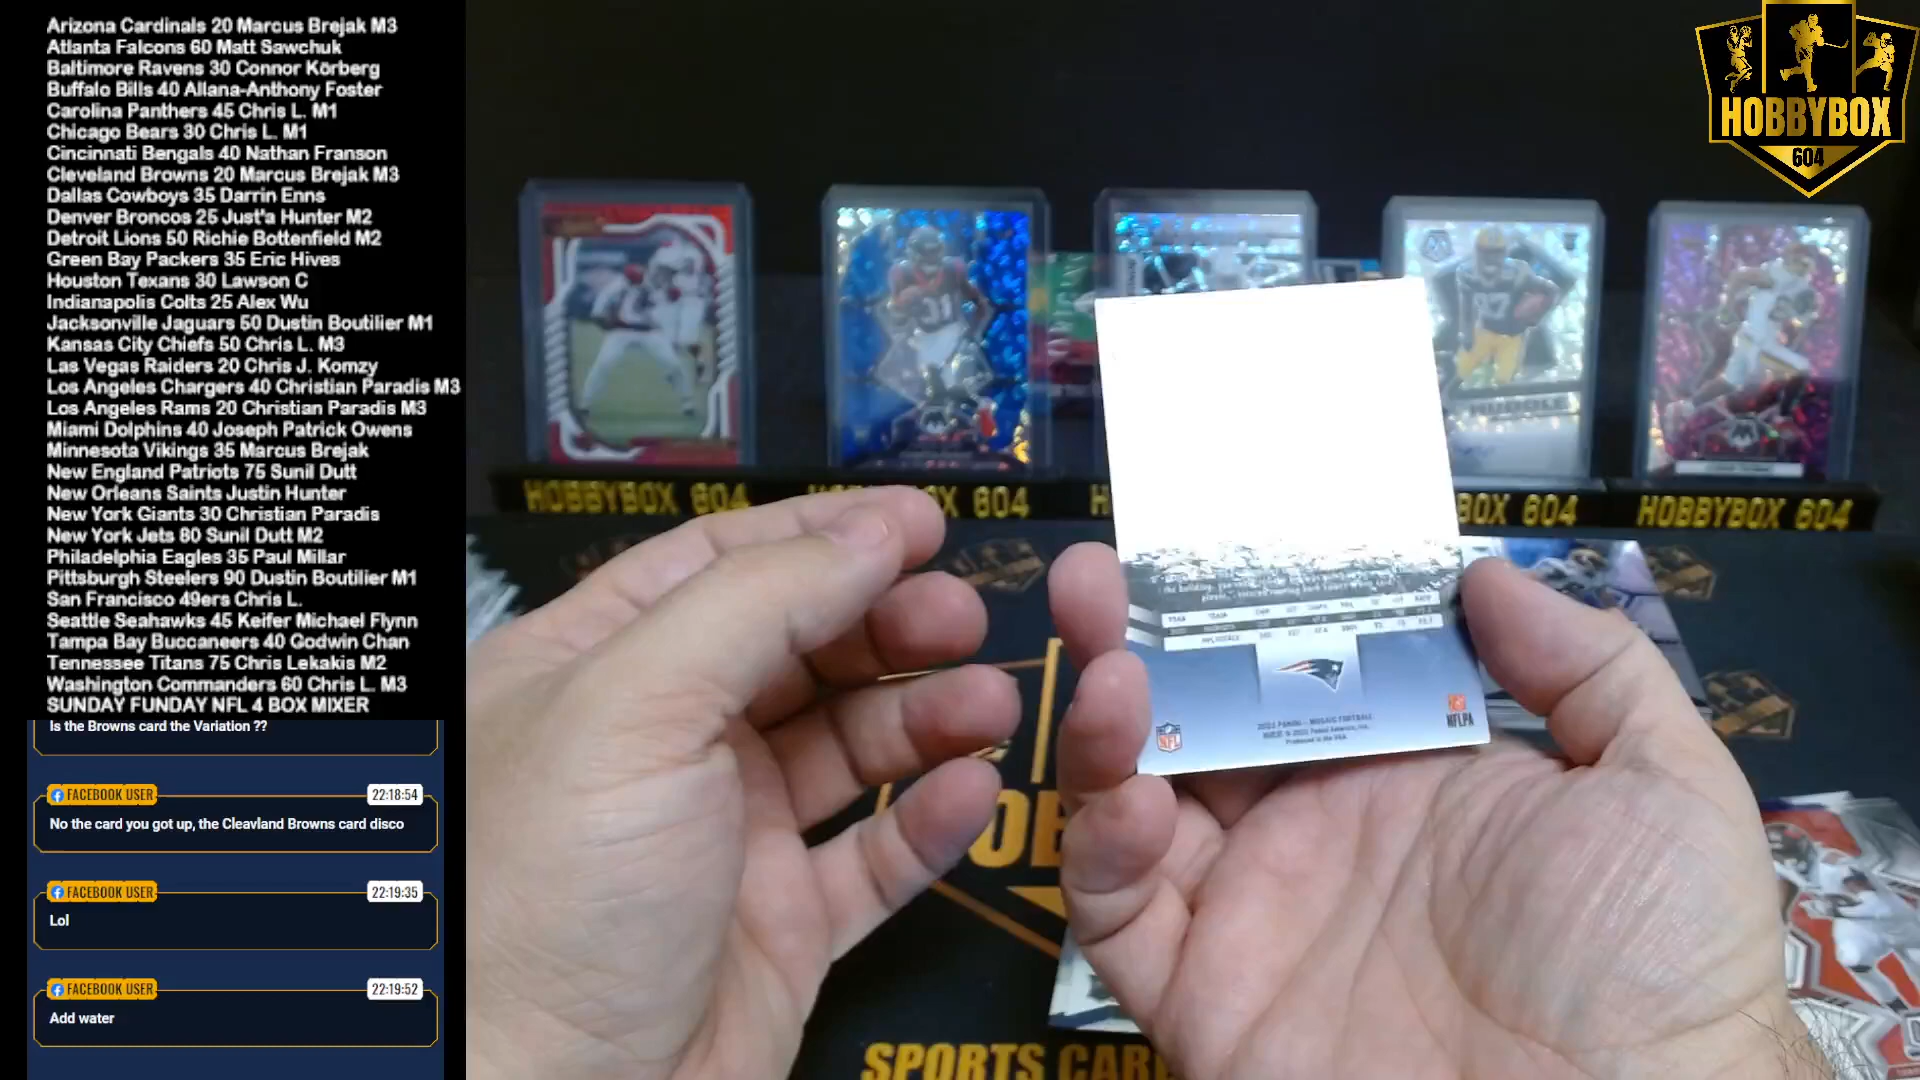 Arizona Cardinals 20 Marcus Brejak M3
Atlanta Falcons 60 Matt Sawchuk
Baltimore Ravens 30 Connor Körberg
Buffalo Bills 40 Allana-Anthony Foster
Carolina Panthers 45 Chris L. M1
Chicago Bears 30 Chris L. M1
Cincinnati Bengals 40 Nathan Franson
Cleveland Browns 20 Marcus Brejak M3
Dallas Cowboys 35 Darrin Enns
Denver Broncos 25 Just'a Hunter M2
Detroit Lions 50 Richie Bottenfield M2
Green Bay Packers 35 Eric Hives
Houston Texans 30 Lawson C
Indianapolis Colts 25 Alex Wu
Jacksonville Jaguars 50 Dustin Boutilier M1
Kansas City Chiefs 50 Chris L. M3
Las Vegas Raiders 20 Chris J. Komzy
Los Angeles Chargers 40 Christian Paradis M3
Los Angeles Rams 20 Christian Paradis M3
Miami Dolphins 40 Joseph Patrick Owens
Minnesota Vikings 35 Marcus Brejak
New England Patriots 75 Sunil Dutt
New Orleans Saints Justin Hunter
New York Giants 30 Christian Paradis
New York Jets 80 Sunil Dutt M2
Philadelphia Eagles 35 Paul Millar
Pittsburgh Steelers 90 Dustin Boutilier M1
San Francisco 49ers Chris L.
Seattle Seahawks 45 Keifer Michael Flynn
Tampa Bay Buccaneers 40 Godwin Chan
Tennessee Titans 75 Chris Lekakis M2
Washington Commanders 60 Chris L. M3
SUNDAY FUNDAY NFL 4 BOX MIXER
Is the Browns card the Variation ??
FACEBOOK USER 22:18:54
No the card you got up, the Cleavland Browns card disco
FACEBOOK USER 22:19:35
Lol
FACEBOOK USER 22:19:52
Add water
HOBBYBOX
604
HOBBYBOX 604
X 604
H
BOX 604
HOBBYBOX 604
31
87
NFL
NFLPA
OB
SPORTS CAR